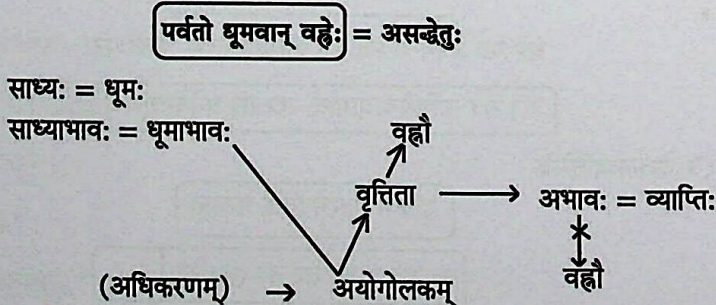 पर्वतो धूमवान् वह्नेः = असद्धेतुः
साध्यः = धूमः
साध्याभावः = धूमाभावः
वह्नौ
वृत्तिता → अभावः = व्याप्तिः
वह्नौ
(अधिकरणम्) → अयोगोलकम्